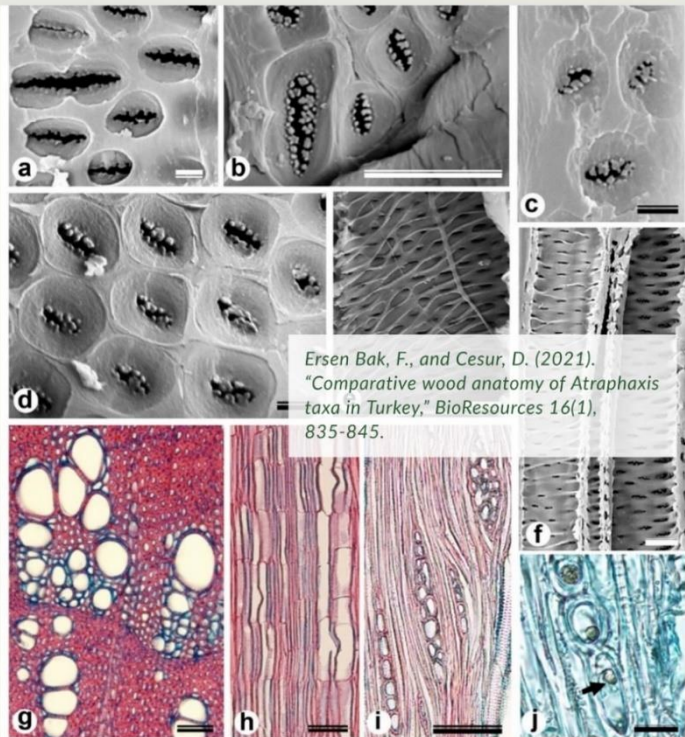 a
b
c
d
Ersen Bak, F., and Cesur, D. (2021).
"Comparative wood anatomy of Atraphaxis
taxa in Turkey," BioResources 16(1),
835-845.
f
g
h
i
j